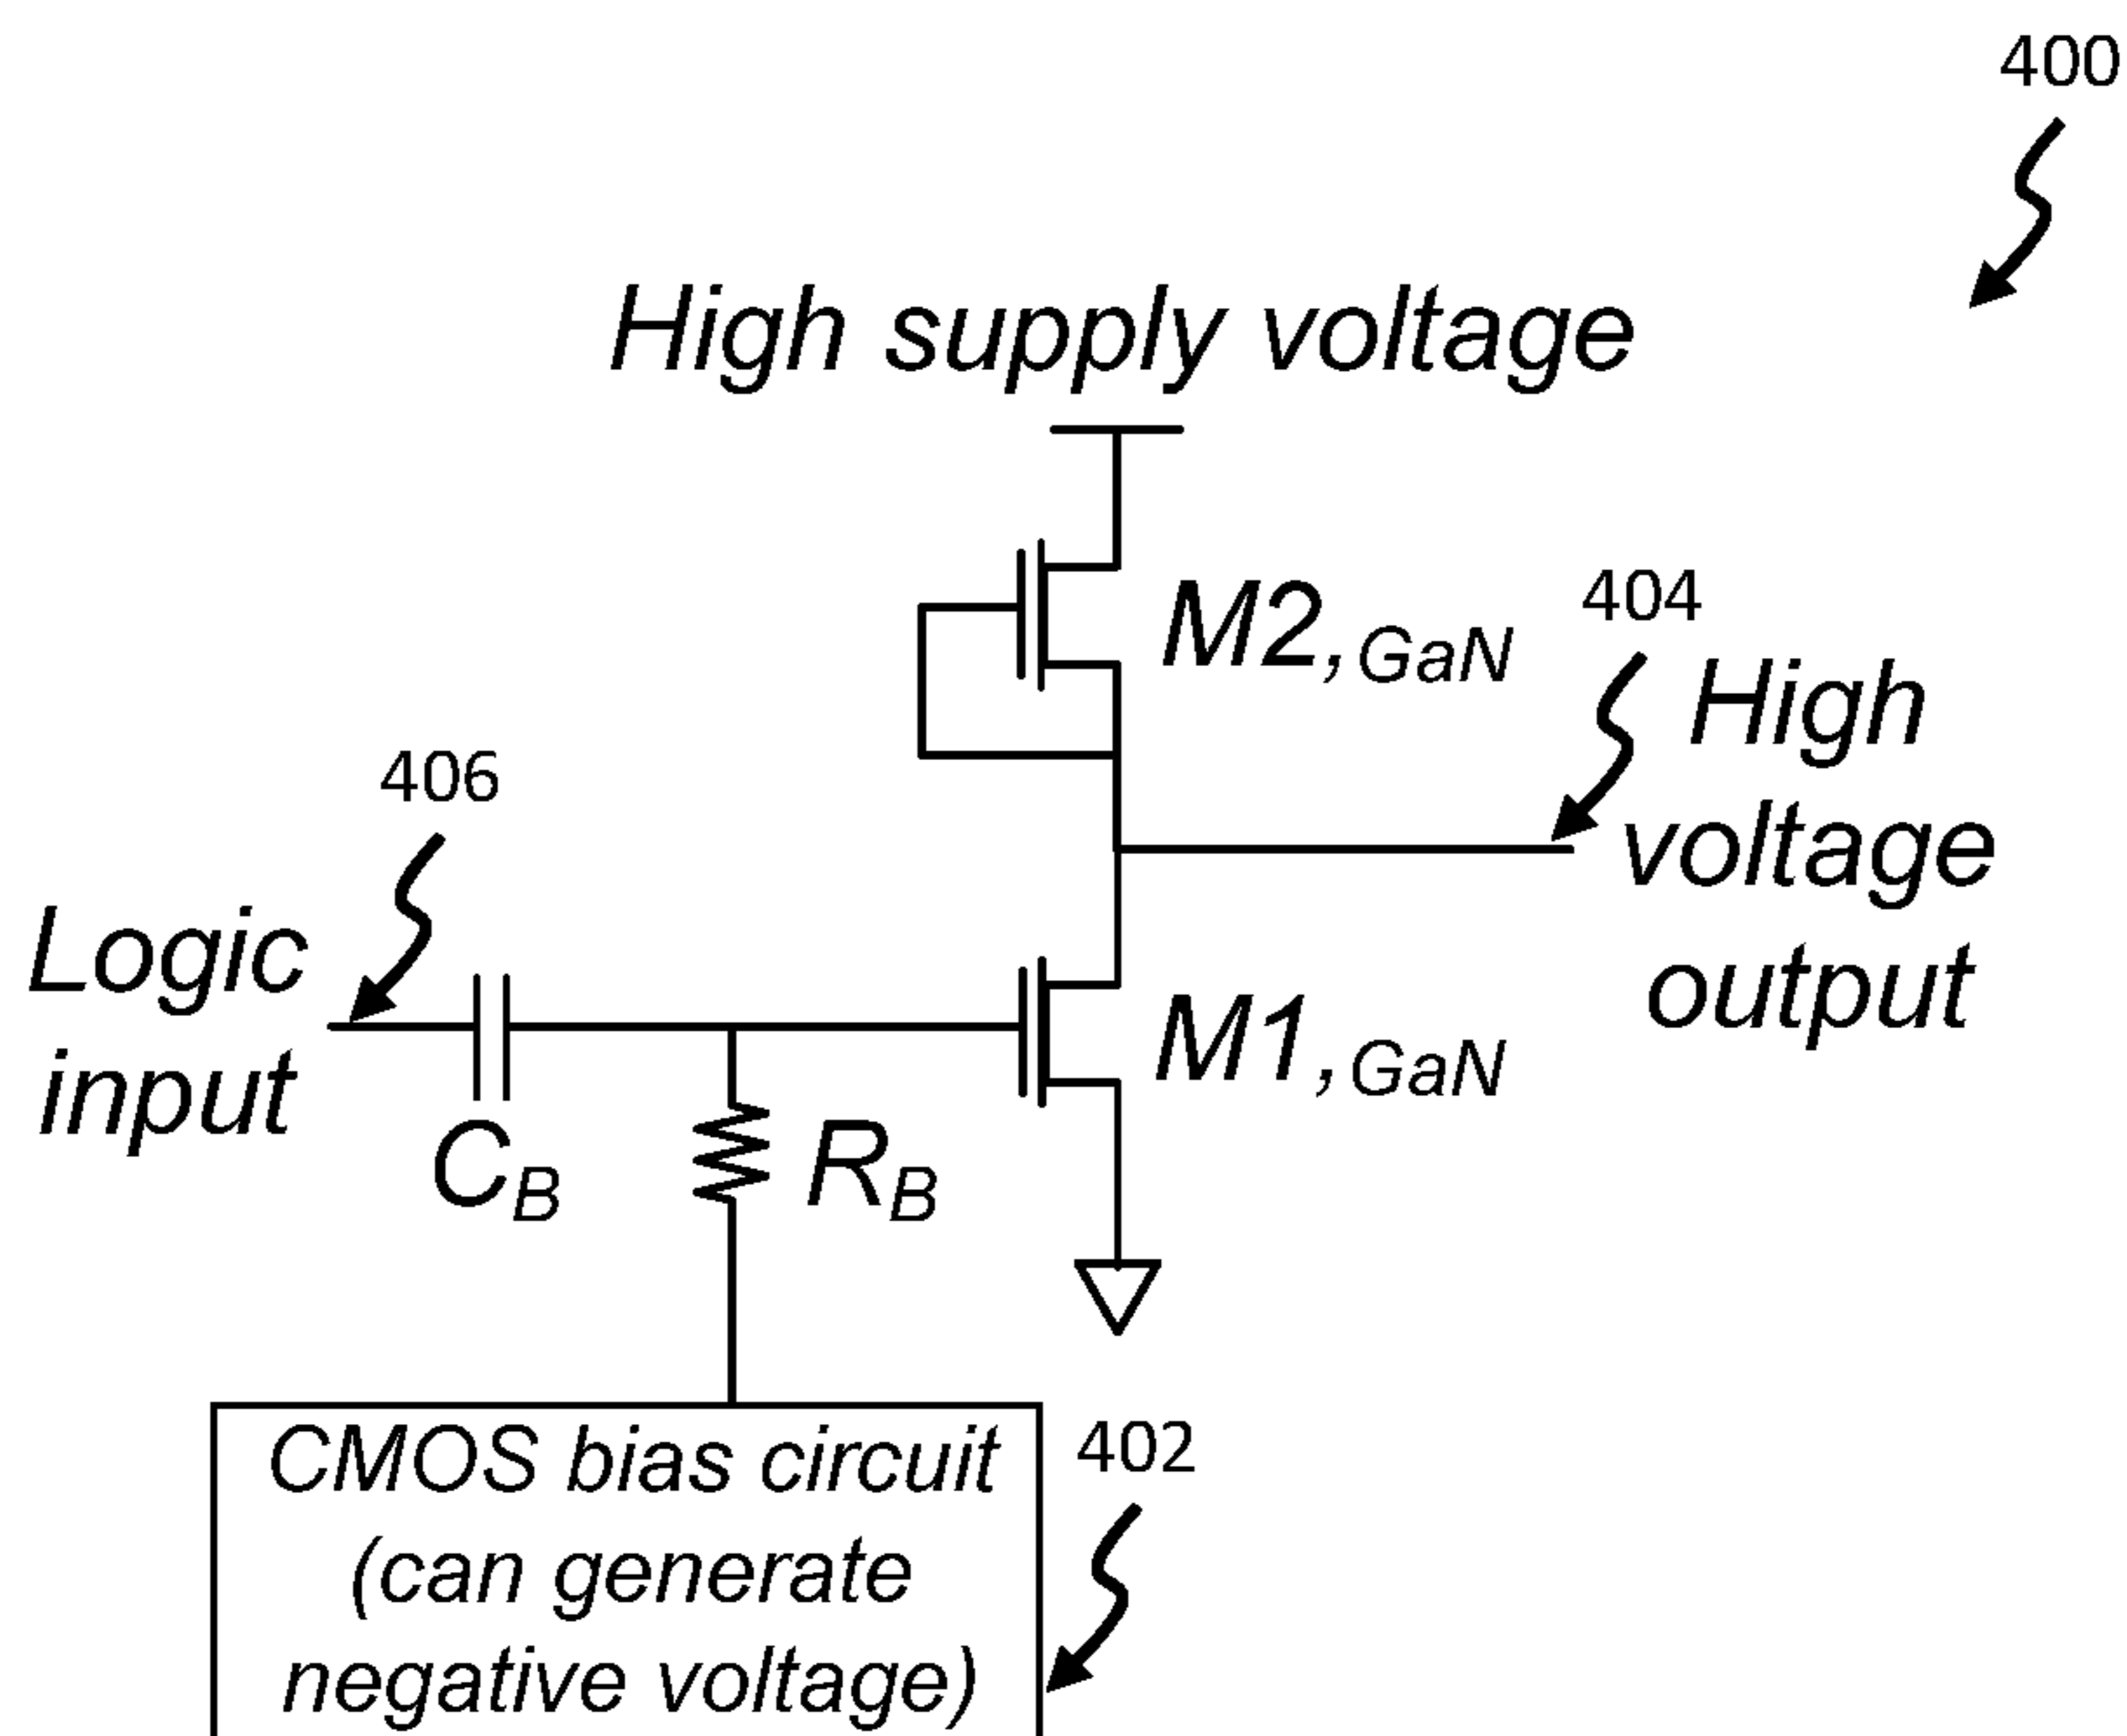 400
High supply voltage
M2,GaN
404
High
voltage
output
406
Logic
input
CB
RB
M1,GaN
CMOS bias circuit
(can generate
negative voltage)
402